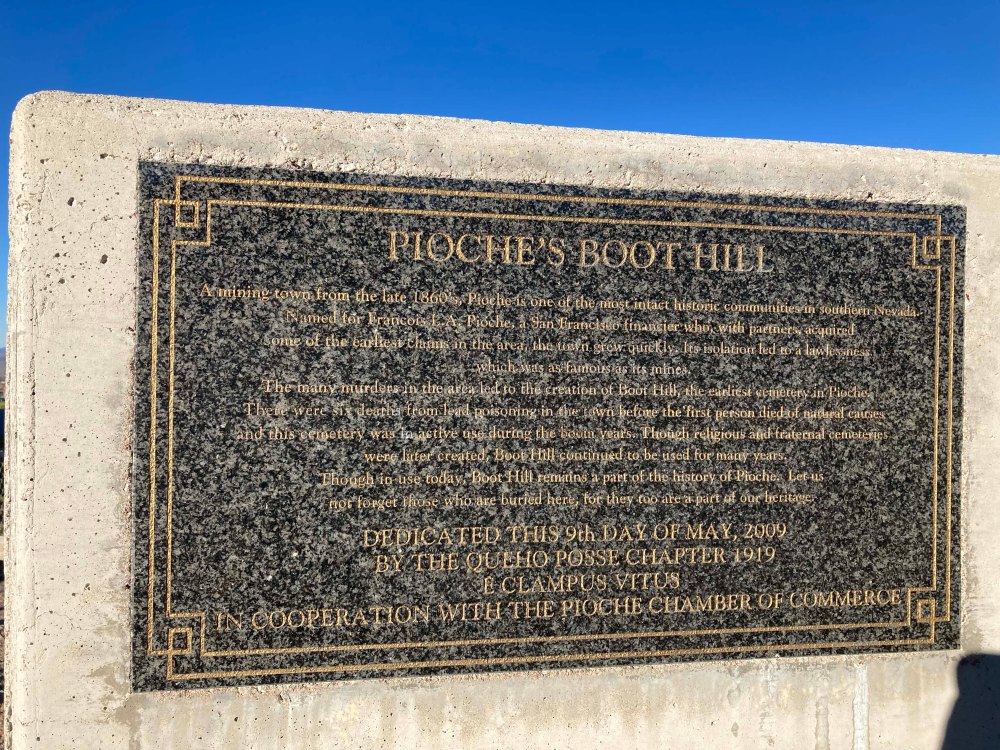 PIOCHE'S BOOT HILL
A mining town from the late 1860's, Pioche is one of the most intact historic communities in southern Nevada.
Named for Francois L.A. Pioche, a San Francisco financier who, with partners, acquired
some of the earliest claims in the area, the town grew quickly. Its isolation led to a lawlessness
which was as famous as its mines.
The many murders in the area led to the creation of Boot Hill, the earliest cemetery in Pioche.
There were six deaths from lead poisoning in the town before the first person died of natural causes
and this cemetery was in active use during the boom years. Though religious and fraternal cemeteries
were later created, Boot Hill continued to be used for many years.
Though in use today, Boot Hill remains a part of the history of Pioche. Let us
not forget those who are buried here, for they too are a part of our heritage.
DEDICATED THIS 9th DAY OF MAY, 2009
BY THE QUEHO POSSE CHAPTER 1919
E CLAMPUS VITUS
IN COOPERATION WITH THE PIOCHE CHAMBER OF COMMERCE